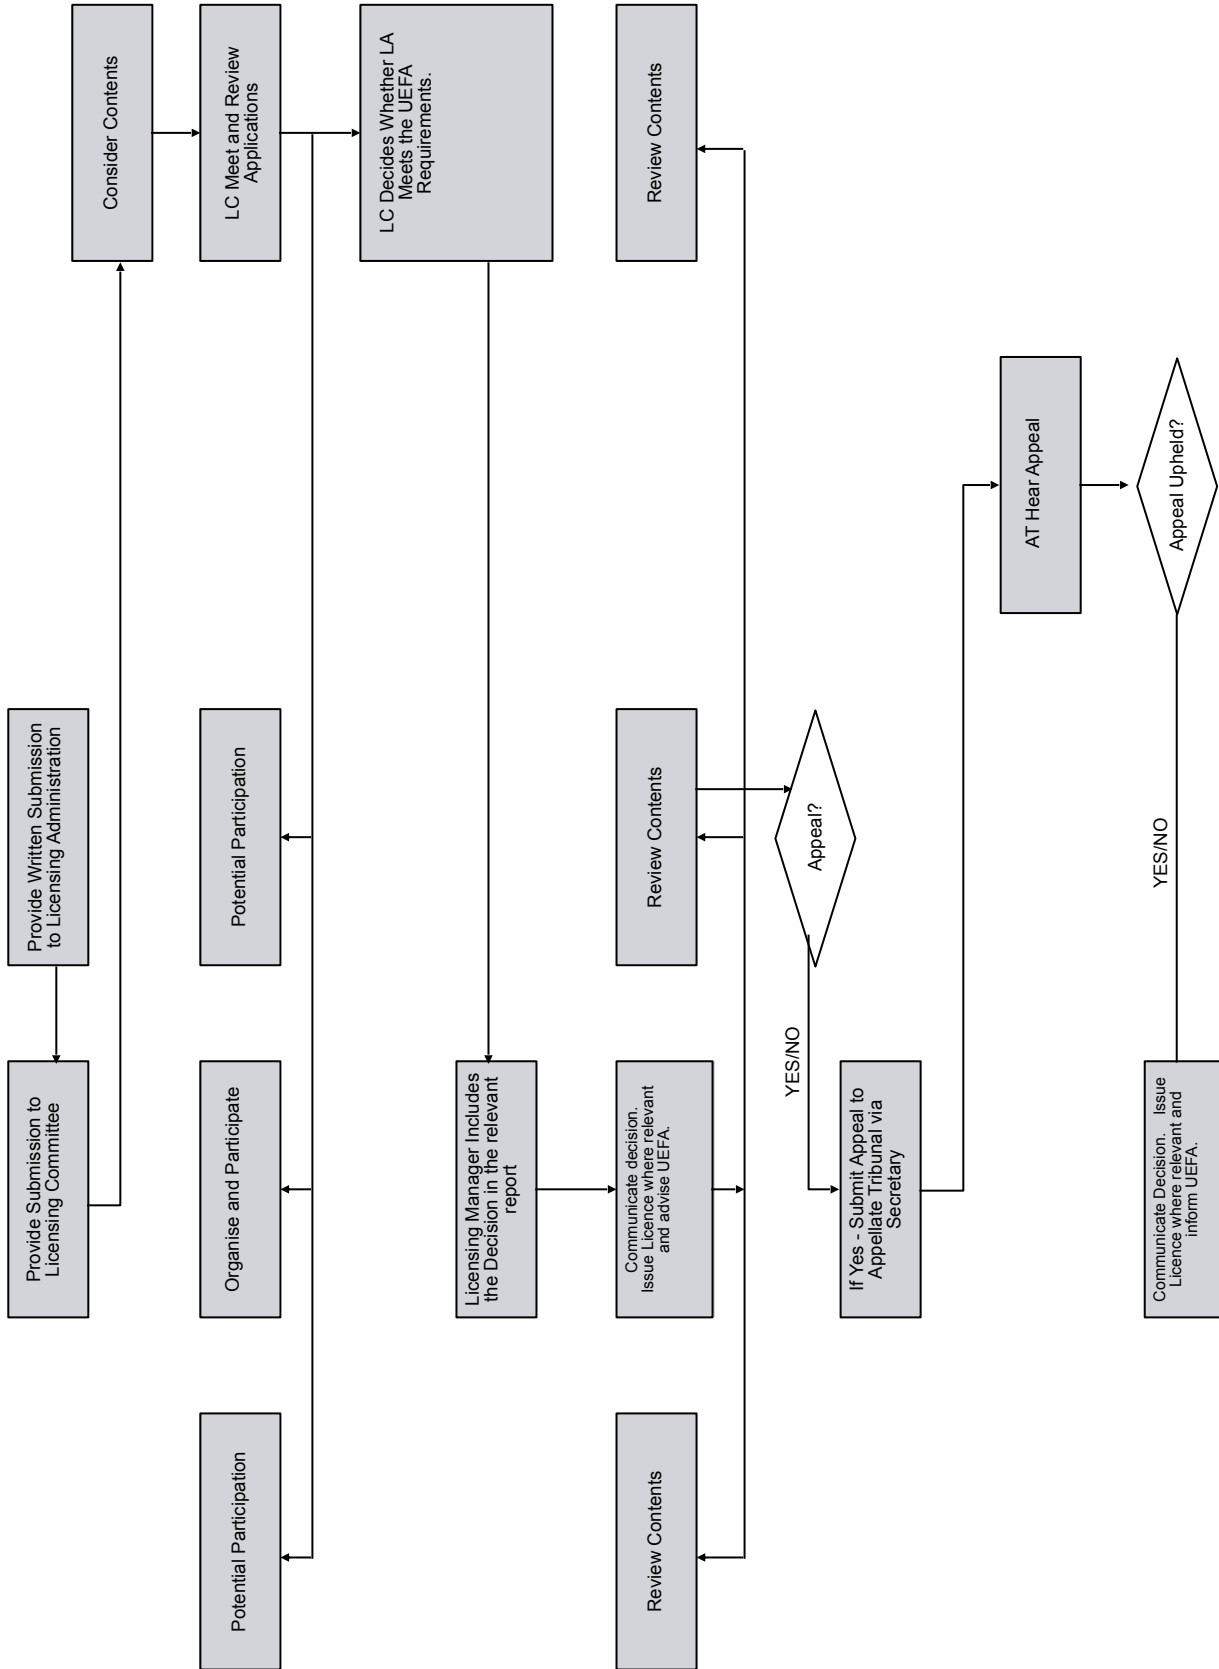 Provide Submission to
Licensing Committee
Provide Written Submission
to Licensing Administration
Consider Contents
Potential Participation
Organise and Participate
Potential Participation
LC Meet and Review
Applications
LC Decides Whether LA
Meets the UEFA
Requirements.
Licensing Manager Includes
the Decision in the relevant
report
Review Contents
Communicate decision.
Issue Licence where relevant
and advise UEFA.
Review Contents
Review Contents
YES/NO
Appeal?
If Yes - Submit Appeal to
Appellate Tribunal via
Secretary
AT Hear Appeal
Communicate Decision. Issue
Licence where relevant and
inform UEFA.
YES/NO
Appeal Upheld?